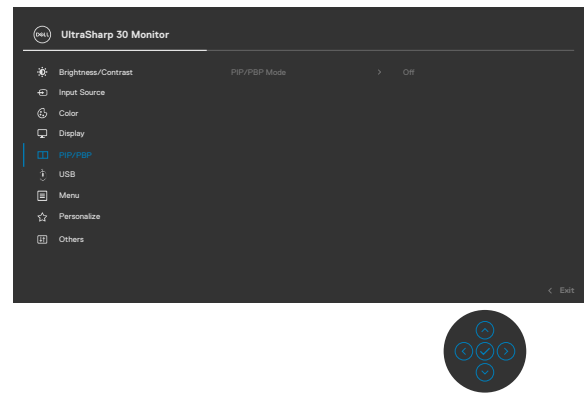 DELL UltraSharp 30 Monitor
Brightness/Contrast PIP/PBP Mode > Off
Input Source
Color
Display
PIP/PBP
USB
Menu
Personalize
Others
< Exit